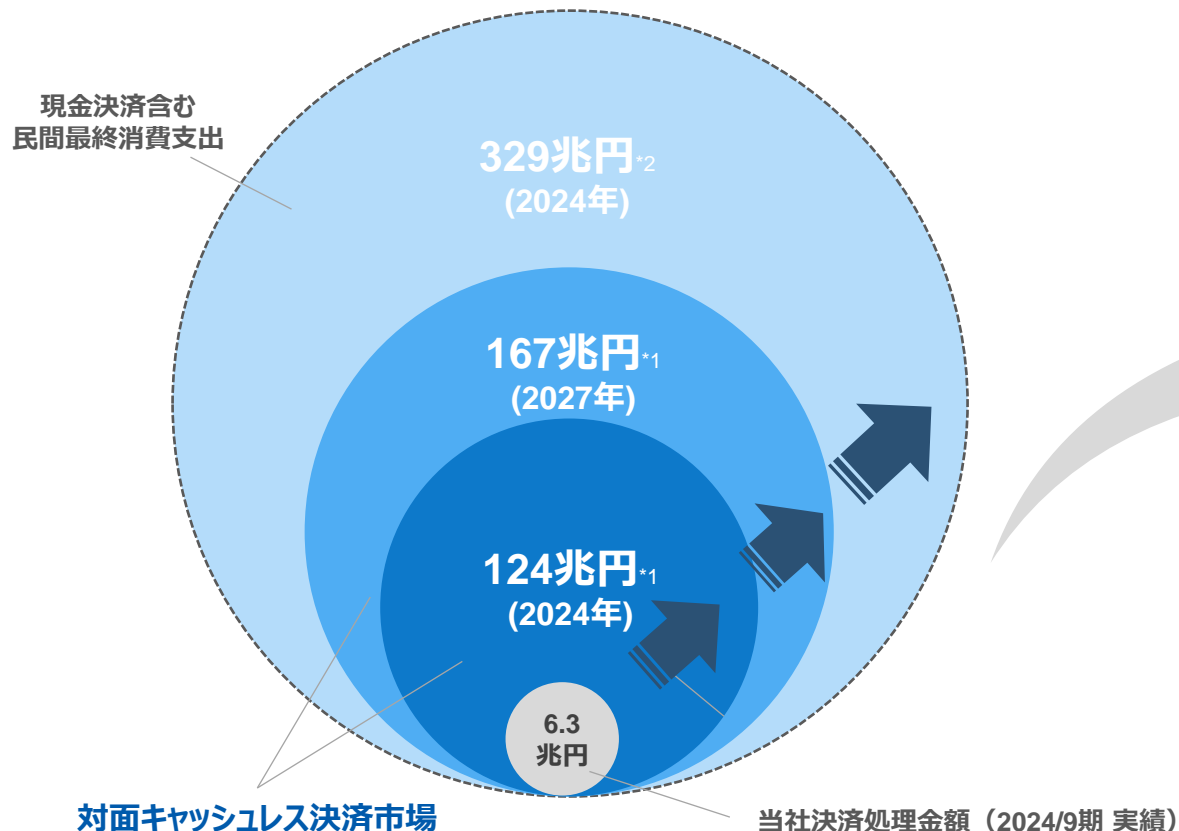 現金決済含む
民間最終消費支出
329兆円*2
(2024年)
167兆円*1
(2027年)
124兆円*1
(2024年)
6.3
兆円
対面キャッシュレス決済市場
当社決済処理金額（2024/9期 実績）